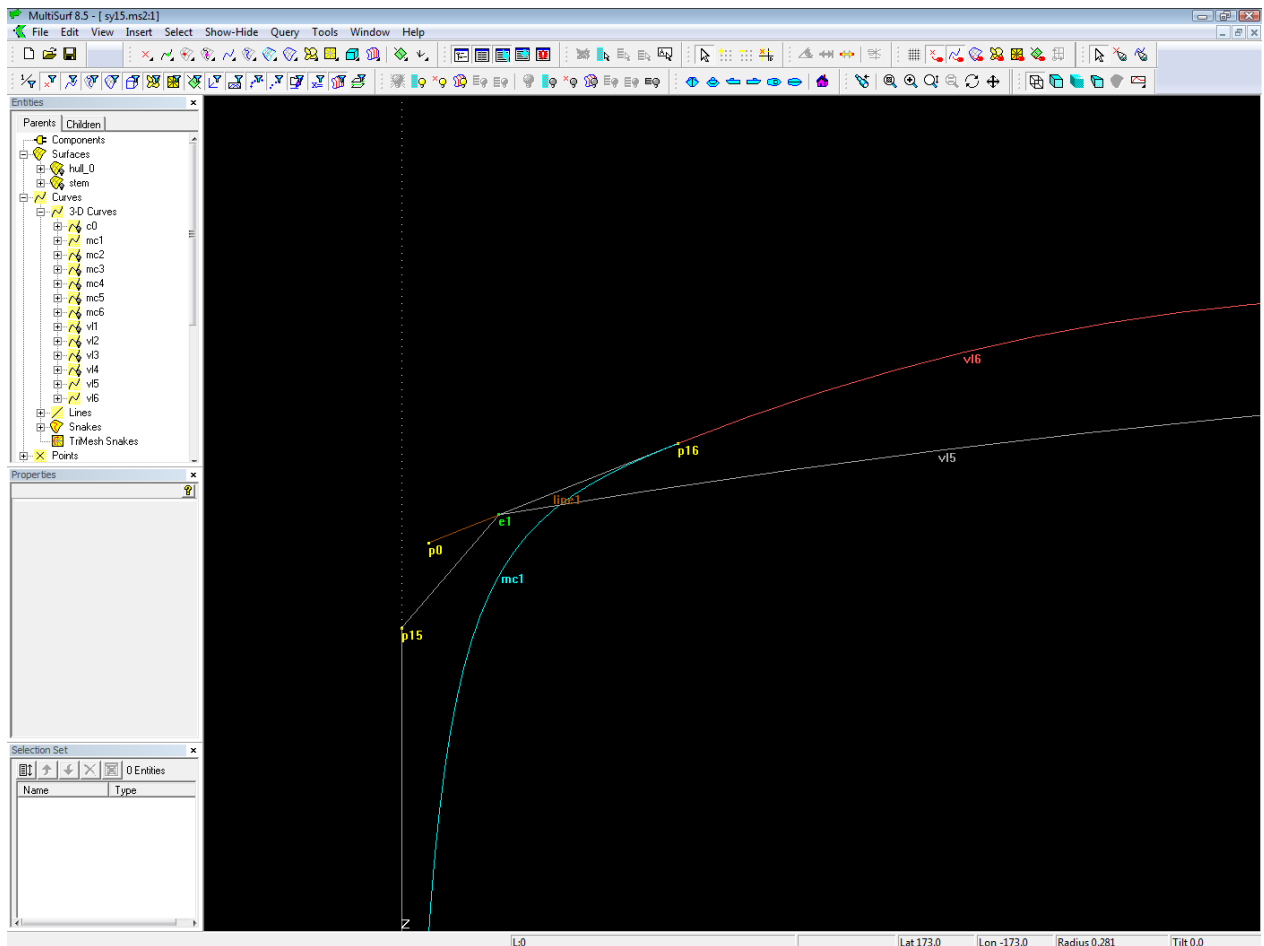 MultiSurf 8.5 - [ sy15.ms2:1]
File Edit View Insert Select Show-Hide Query Tools Window Help
Entities
Parents Children
Components
Surfaces
hull_0
stem
Curves
3-D Curves
c0
mc1
mc2
mc3
mc4
mc5
mc6
vl1
vl2
vl3
vl4
vl5
vl6
Lines
Snakes
TriMesh Snakes
Points
Properties
Selection Set
0 Entities
Name Type
vl6
p16
vl5
line1
e1
p0
mc1
p15
Z
L:0 Lat 173.0 Lon -173.0 Radius 0.281 Tilt 0.0